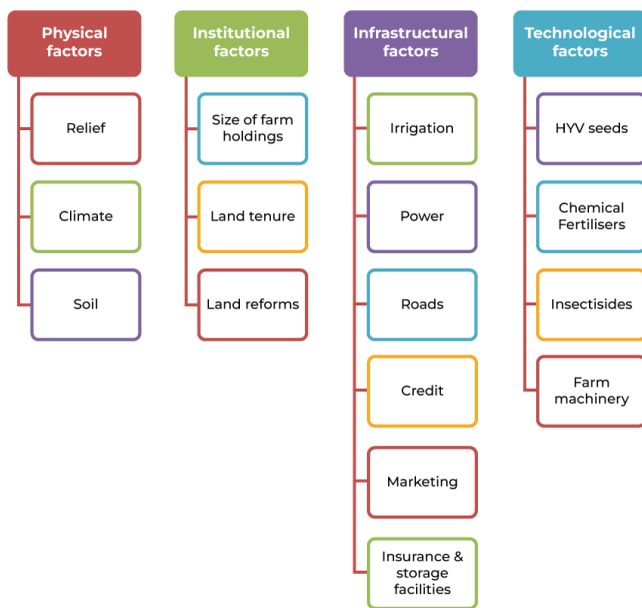 Physical
factors
Relief
Climate
Soil
Institutional
factors
Size of farm
holdings
Land tenure
Land reforms
Infrastructural
factors
Irrigation
Power
Roads
Credit
Marketing
Insurance &
storage
facilities
Technological
factors
HYV seeds
Chemical
Fertilisers
Insectisides
Farm
machinery